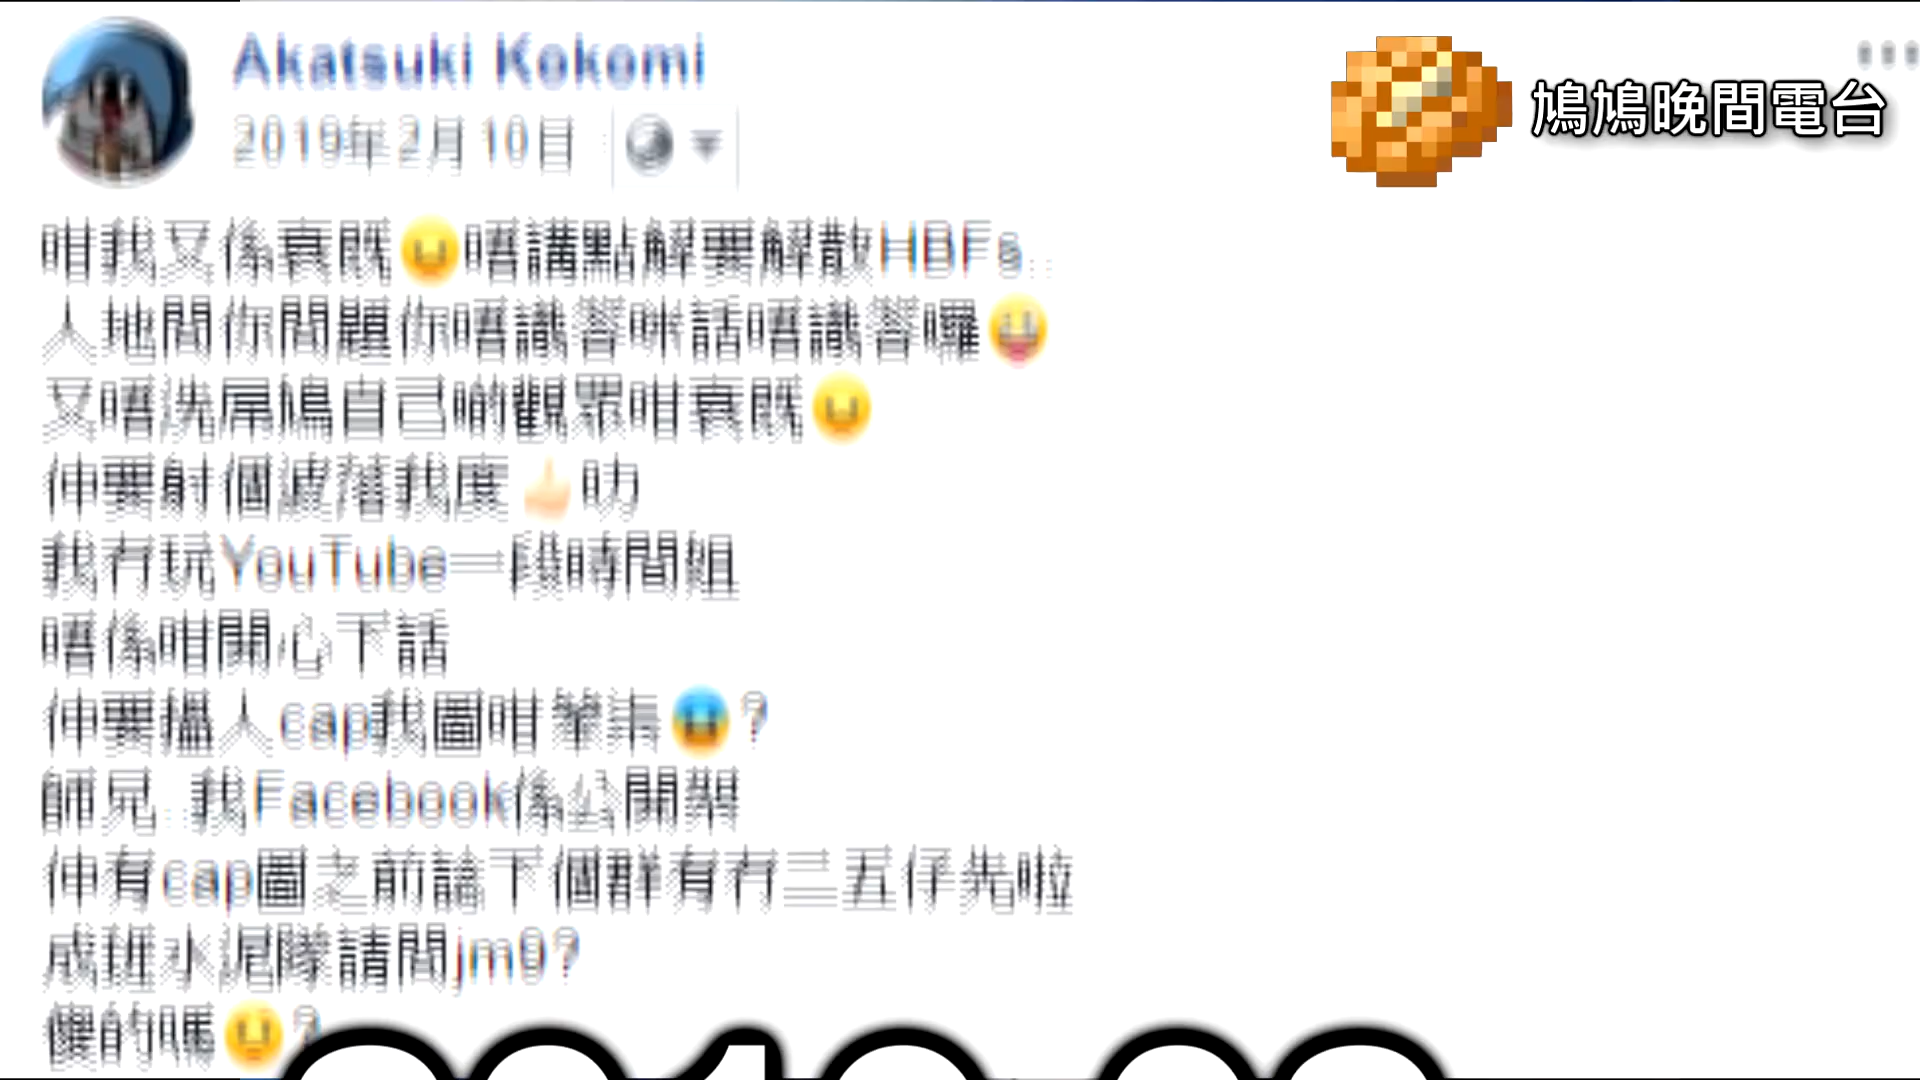 Akatsuki Kokomi
2019年2月10日
鳩鳩晚間電台
咁我又係衰既 唔講點解要解散HBFs..
人地問你問題你唔識答咪話唔識答囉
又唔洗屌鳩自己啲觀眾咁衰既
仲要射個波落我度 叻
我冇玩YouTube一段時間姐
唔係咁開心下話
仲要搵人cap我圖咁撚柒 ?
師兄..我Facebook係公開架
仲有cap圖之前諗下個群有冇二五仔先啦
成班水泥隊請問jm9?
傻的嗎 ?